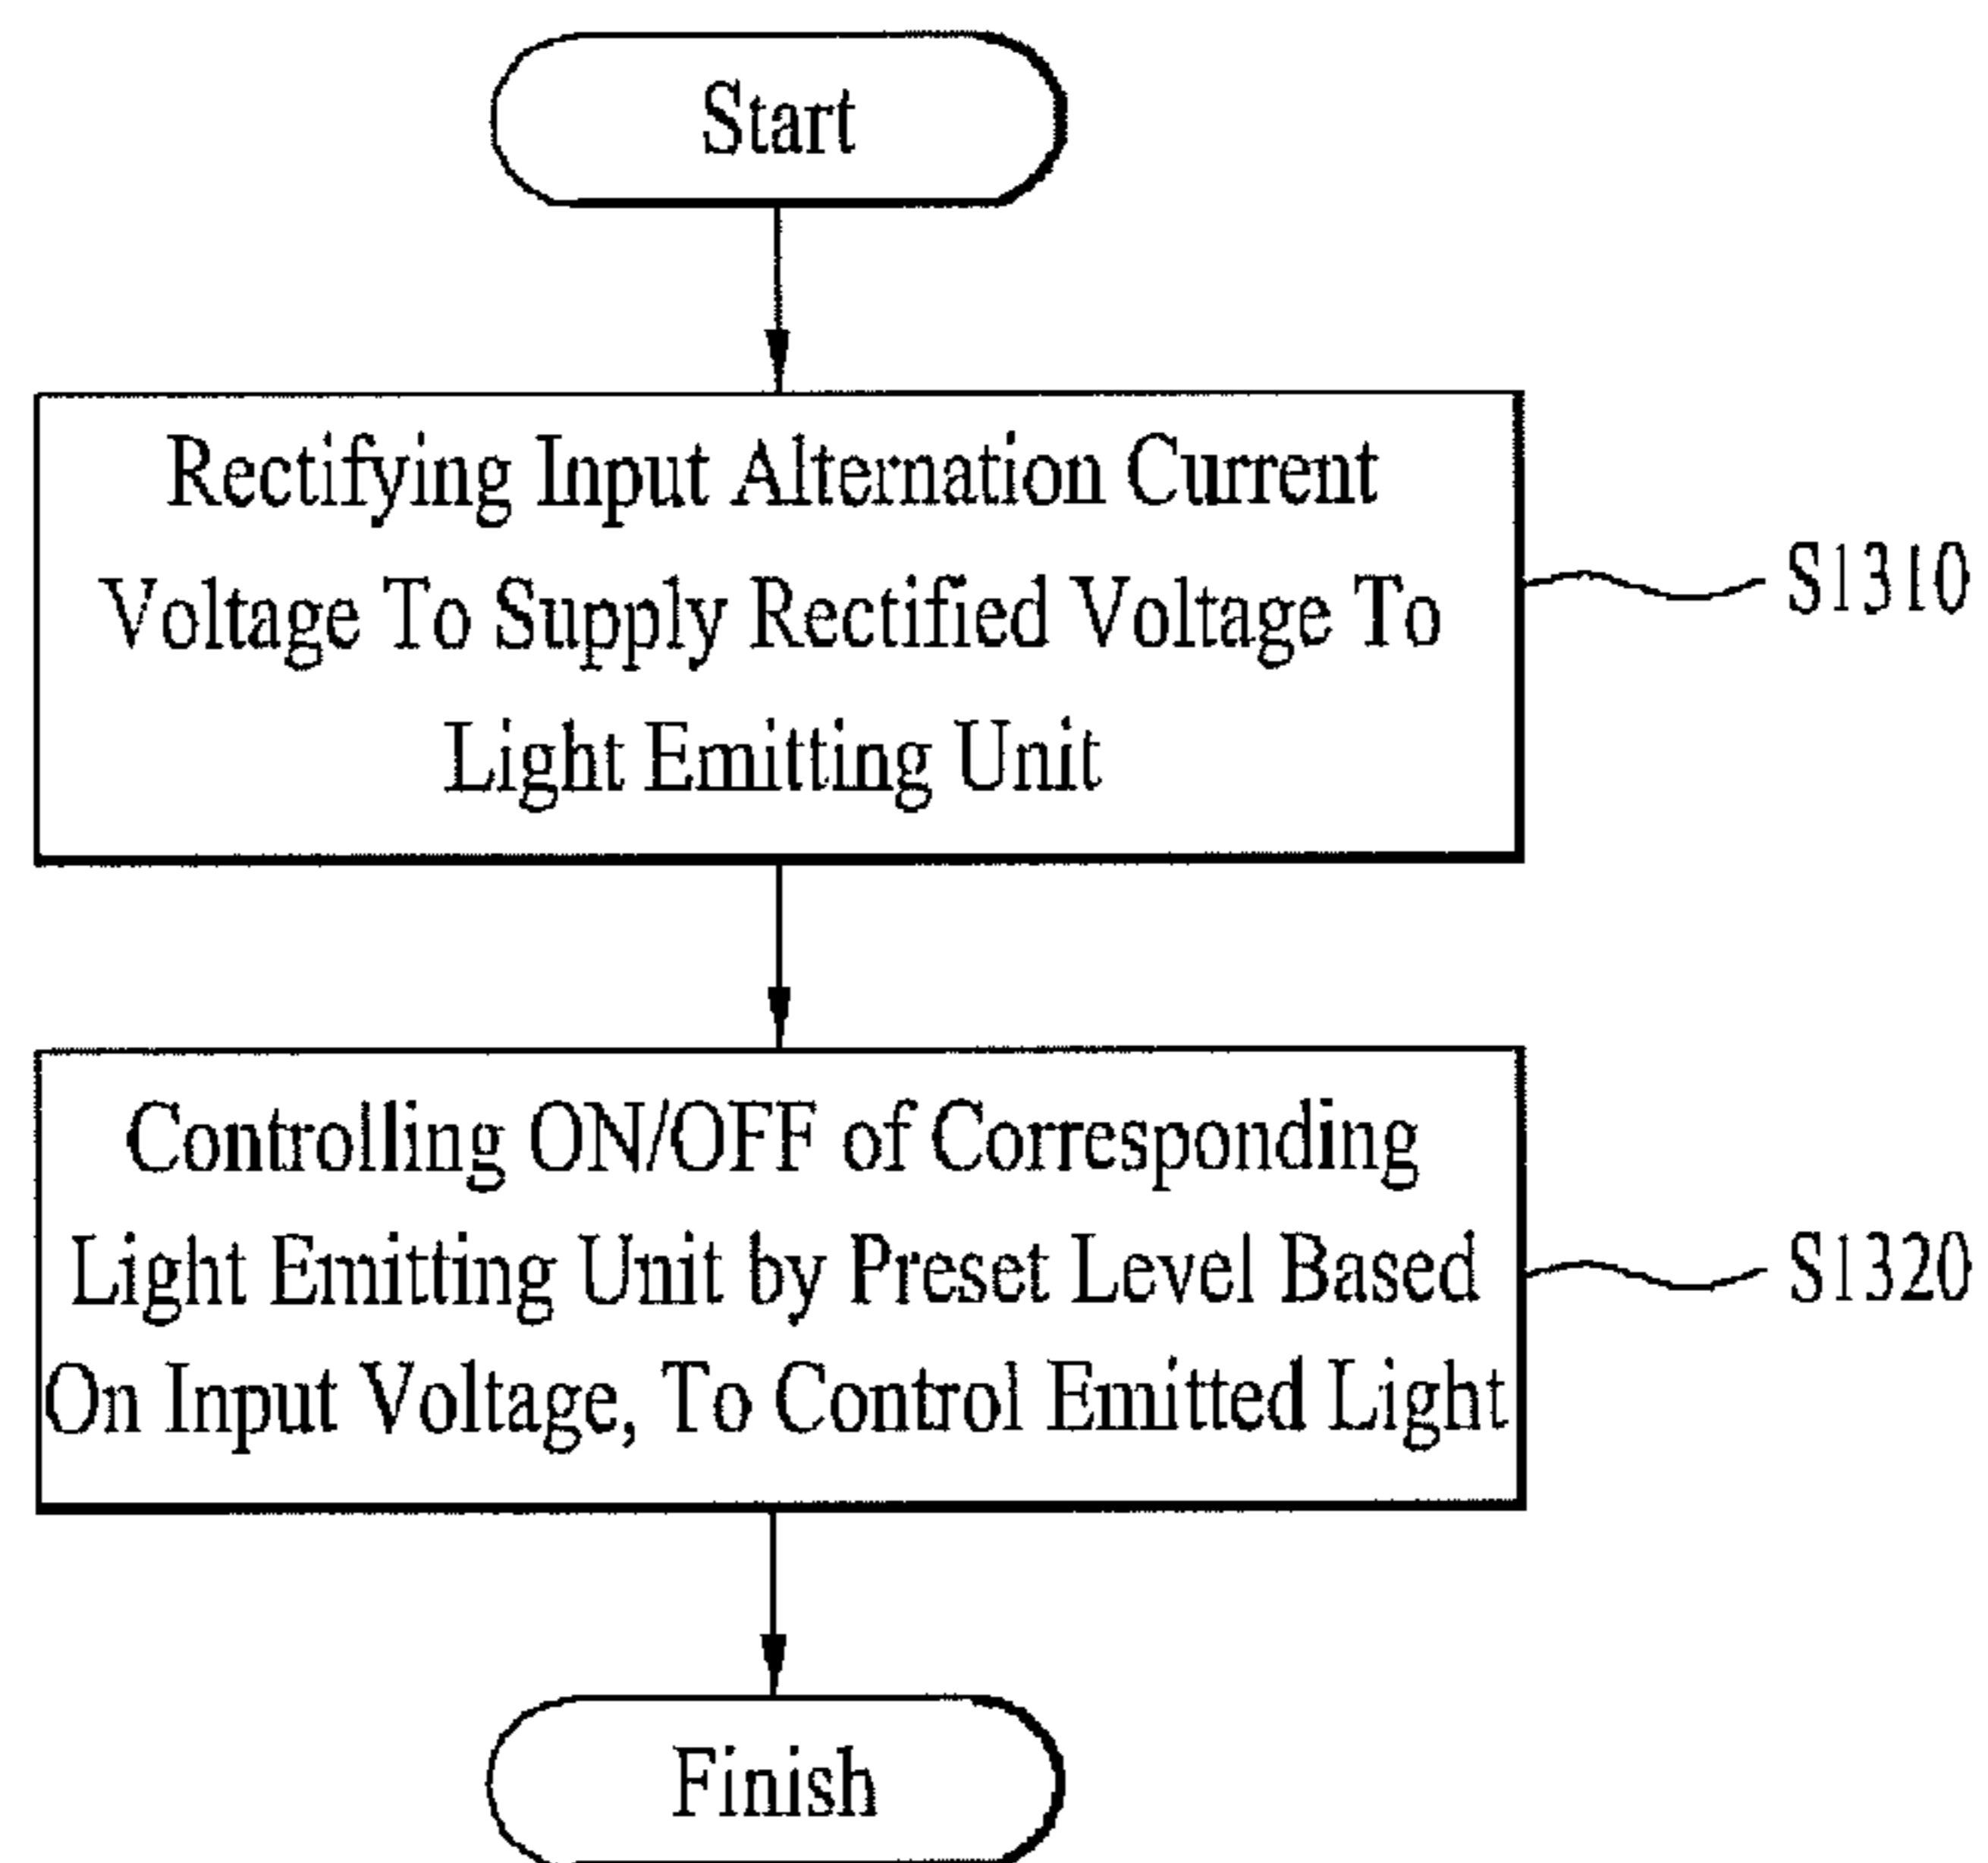 Start
Rectifying Input Alternation Current
Voltage To Supply Rectified Voltage To
Light Emitting Unit
S1310
Controlling ON/OFF of Corresponding
Light Emitting Unit by Preset Level Based
On Input Voltage, To Control Emitted Light
S1320
Finish